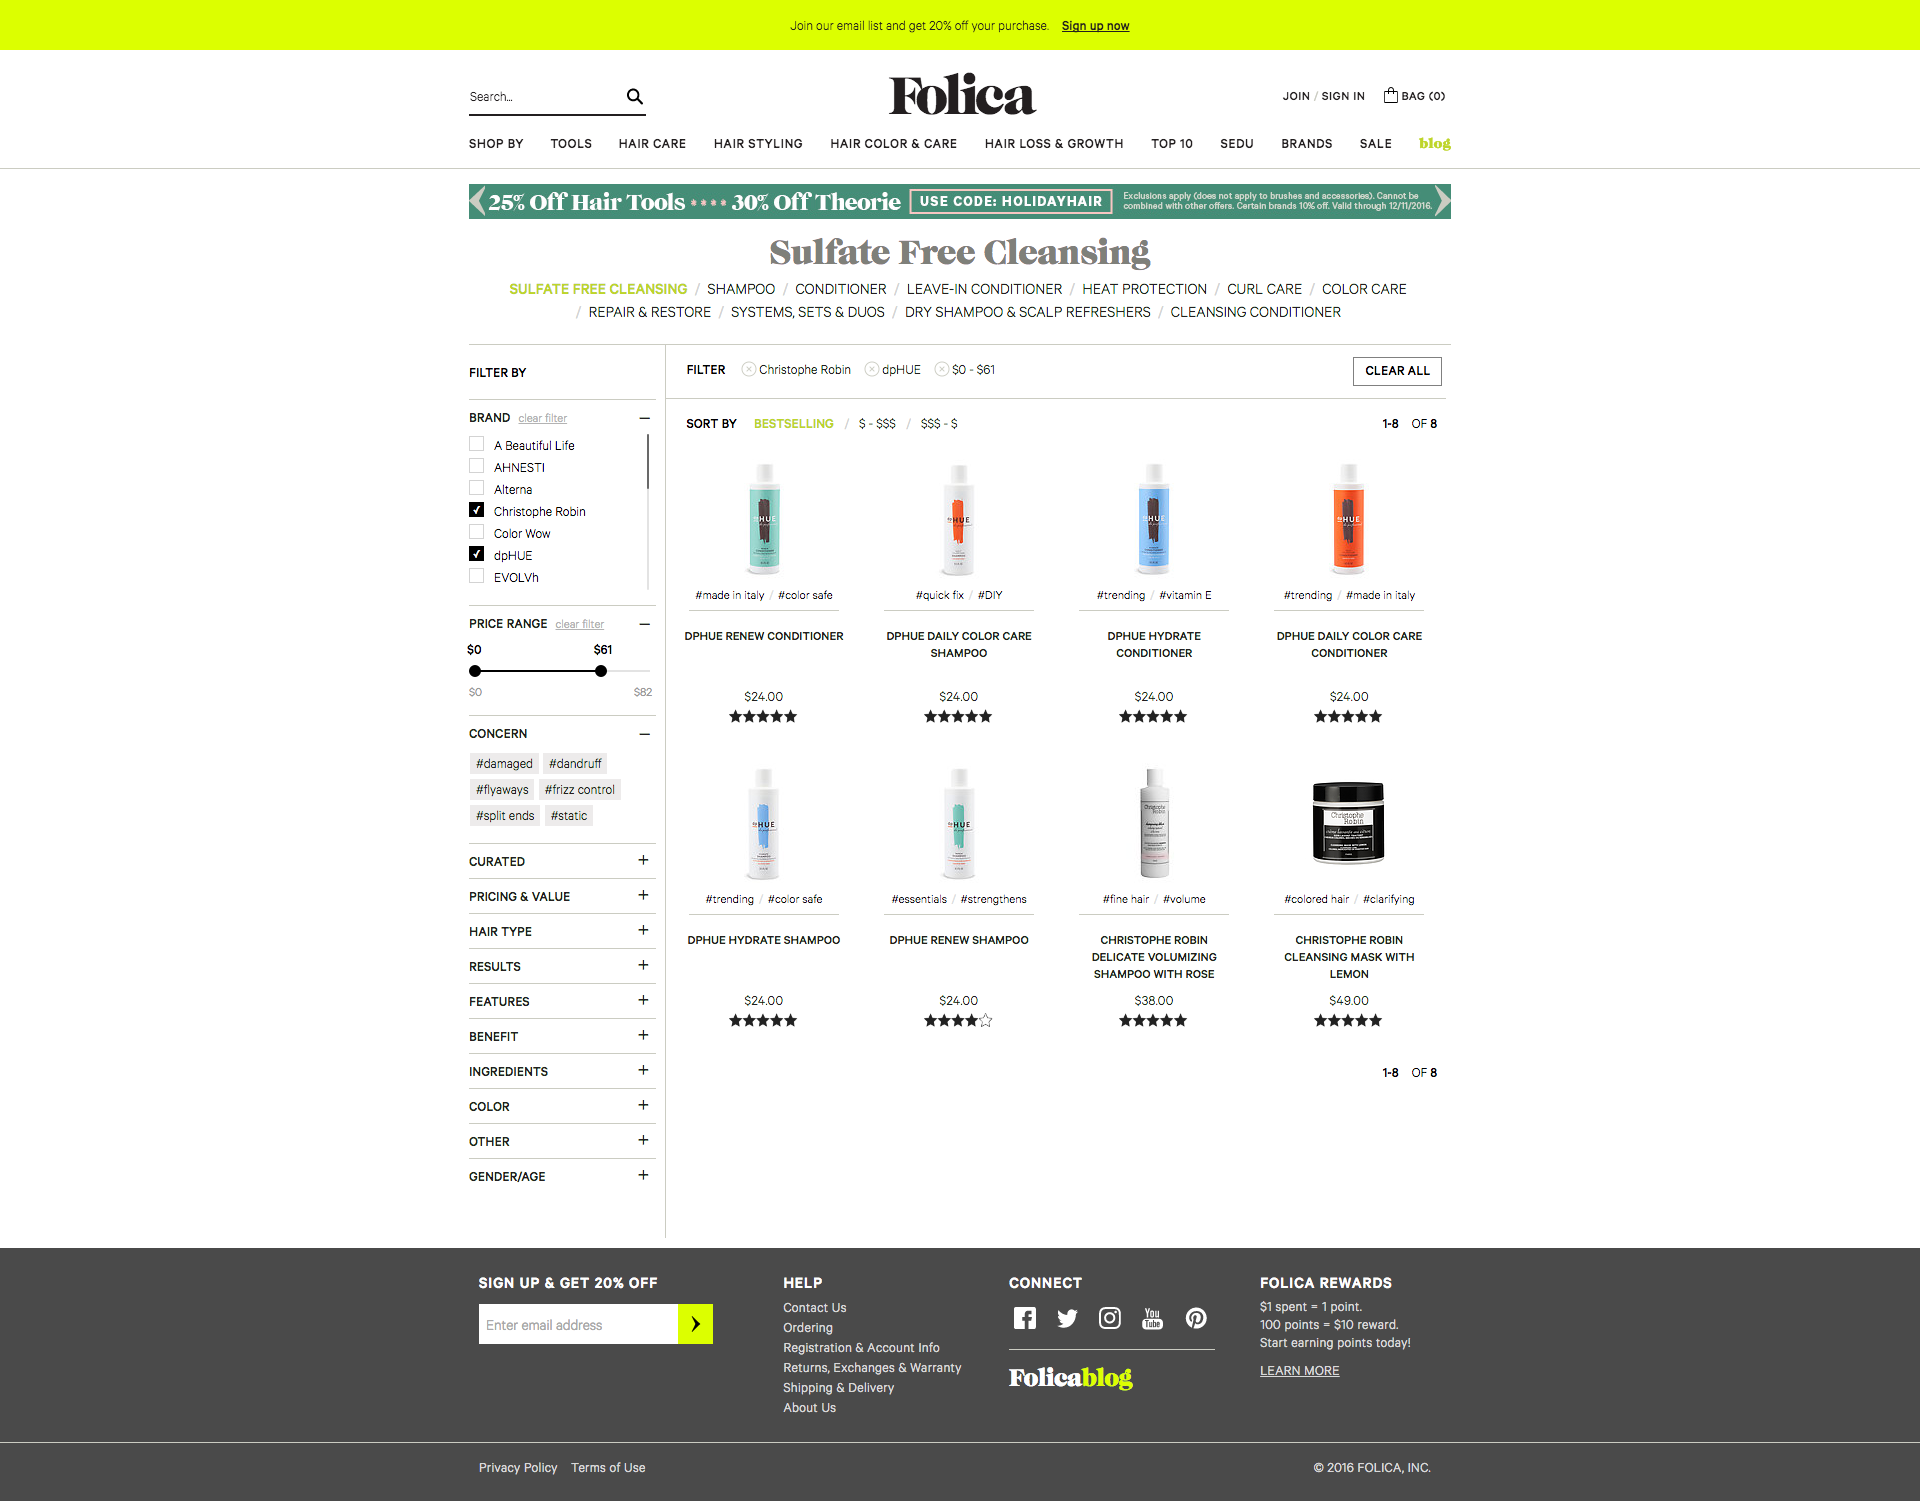 Join our email list and get 20% off your purchase. Sign up now
Search...
Folica
JOIN / SIGN IN BAG (0)
SHOP BY TOOLS HAIR CARE HAIR STYLING HAIR COLOR & CARE HAIR LOSS & GROWTH TOP 10 SEDU BRANDS SALE blog
25% Off Hair Tools **** 30% Off Theorie USE CODE: HOLIDAYHAIR
Exclusions apply (does not apply to brushes and accessories). Cannot be
combined with other offers. Certain brands 10% off. Valid through 12/11/2016.
Sulfate Free Cleansing
SULFATE FREE CLEANSING / SHAMPOO / CONDITIONER / LEAVE-IN CONDITIONER / HEAT PROTECTION / CURL CARE / COLOR CARE
/ REPAIR & RESTORE / SYSTEMS, SETS & DUOS / DRY SHAMPOO & SCALP REFRESHERS / CLEANSING CONDITIONER
FILTER BY
BRAND clear filter
A Beautiful Life
AHNESTI
Alterna
Christophe Robin
Color Wow
dpHUE
EVOLVh
PRICE RANGE clear filter
$0 $61
$0 $82
CONCERN
#damaged #dandruff
#flyaways #frizz control
#split ends #static
CURATED
PRICING & VALUE
HAIR TYPE
RESULTS
FEATURES
BENEFIT
INGREDIENTS
COLOR
OTHER
GENDER/AGE
FILTER Christophe Robin dpHUE $0 - $61 CLEAR ALL
SORT BY BESTSELLING / $ - $$$ / $$$ - $ 1-8 OF 8
#made in italy / #color safe
DPHUE RENEW CONDITIONER
$24.00
#quick fix / #DIY
DPHUE DAILY COLOR CARE
SHAMPOO
$24.00
#trending / #vitamin E
DPHUE HYDRATE
CONDITIONER
$24.00
#trending / #made in italy
DPHUE DAILY COLOR CARE
CONDITIONER
$24.00
#trending / #color safe
DPHUE HYDRATE SHAMPOO
$24.00
#essentials / #strengthens
DPHUE RENEW SHAMPOO
$24.00
Christophe
Robin
#fine hair / #volume
CHRISTOPHE ROBIN
DELICATE VOLUMIZING
SHAMPOO WITH ROSE
$38.00
Christophe
Robin
#colored hair / #clarifying
CHRISTOPHE ROBIN
CLEANSING MASK WITH
LEMON
$49.00
1-8 OF 8
SIGN UP & GET 20% OFF
Enter email address
HELP
Contact Us
Ordering
Registration & Account Info
Returns, Exchanges & Warranty
Shipping & Delivery
About Us
CONNECT
You
Tube
Folicablog
FOLICA REWARDS
$1 spent = 1 point.
100 points = $10 reward.
Start earning points today!
LEARN MORE
Privacy Policy Terms of Use
© 2016 FOLICA, INC.